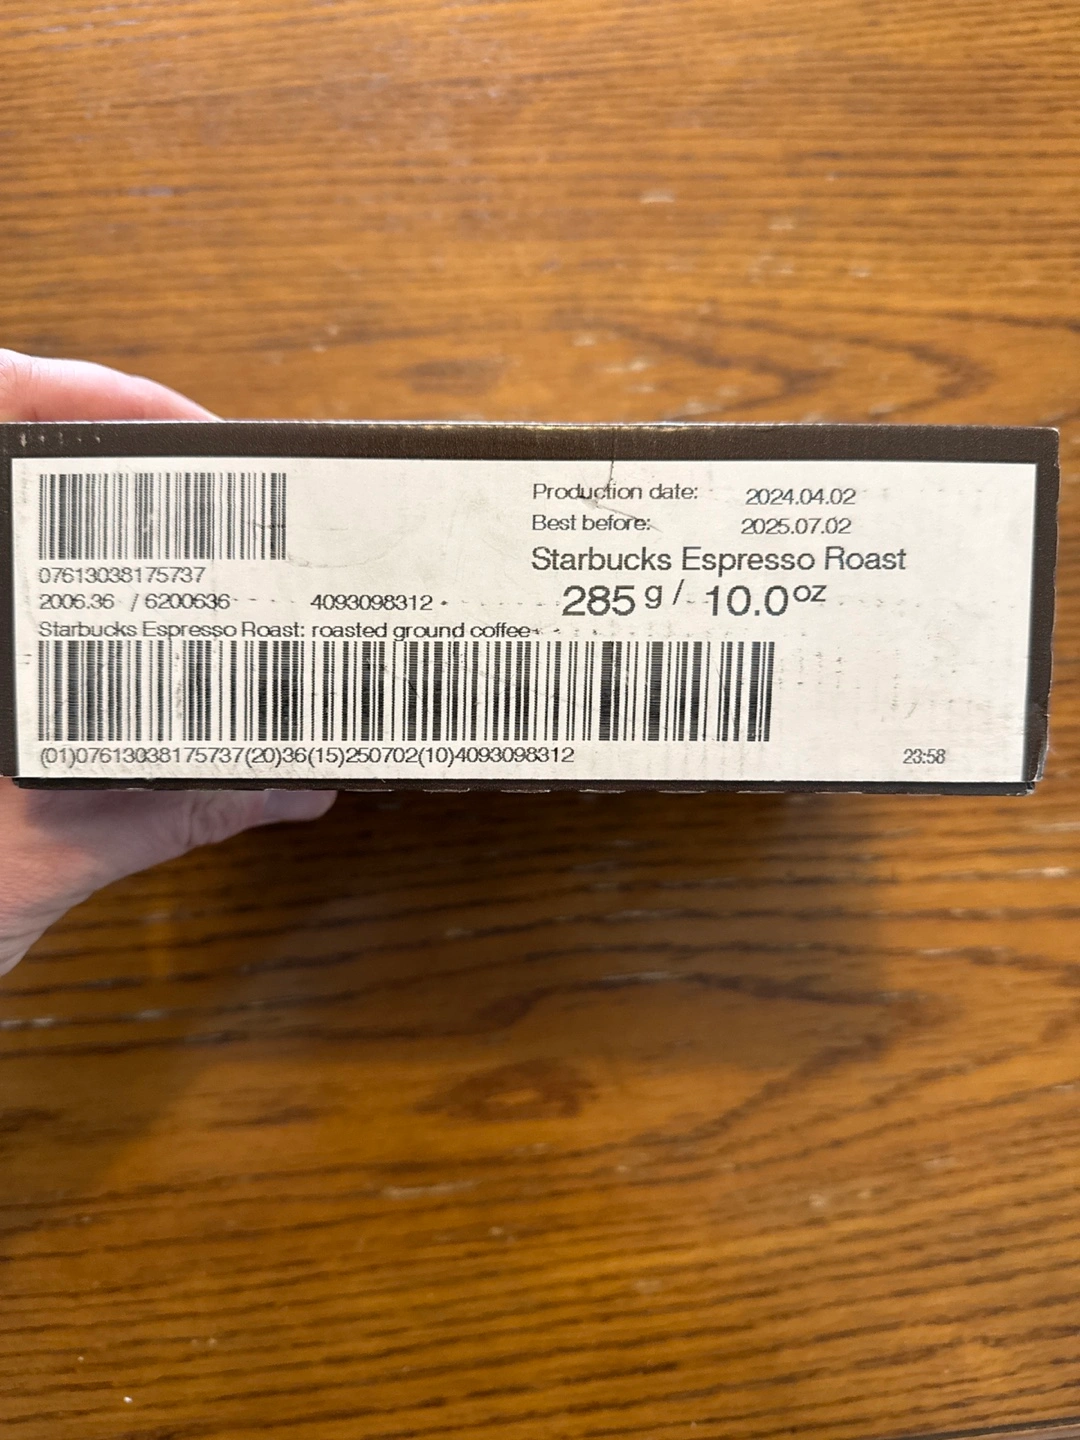 07613038175737
2006.36 / 6200636 4093098312
Starbucks Espresso Roast: roasted ground coffee
(01)07613038175737(20)36(15)250702(10)4093098312
Production date: 2024.04.02
Best before: 2025.07.02
Starbucks Espresso Roast
285 g / 10.0 oz
23:58